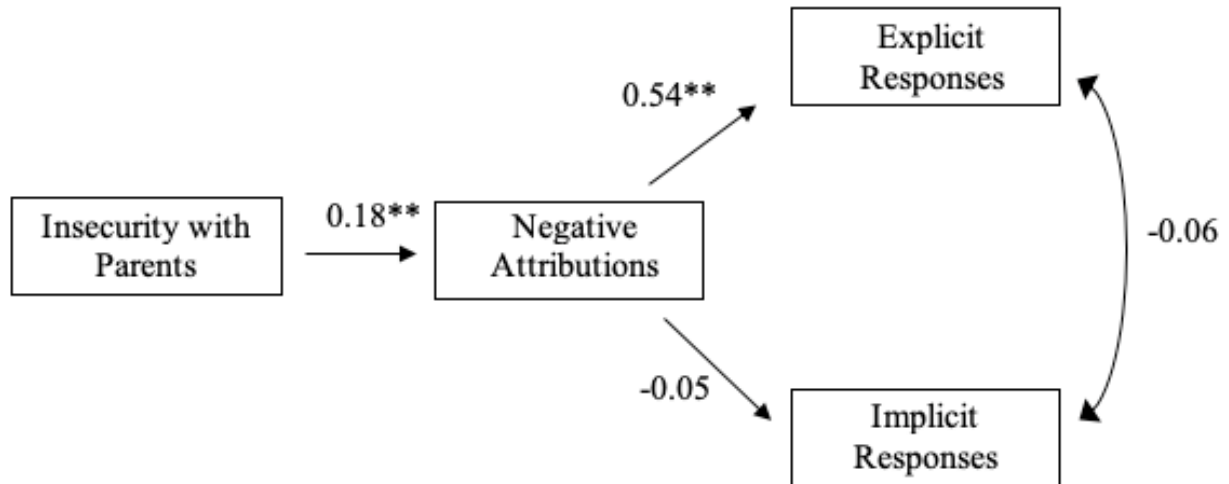 Explicit
Responses
0.54**
Insecurity with
Parents
0.18**
Negative
Attributions
-0.06
-0.05
Implicit
Responses